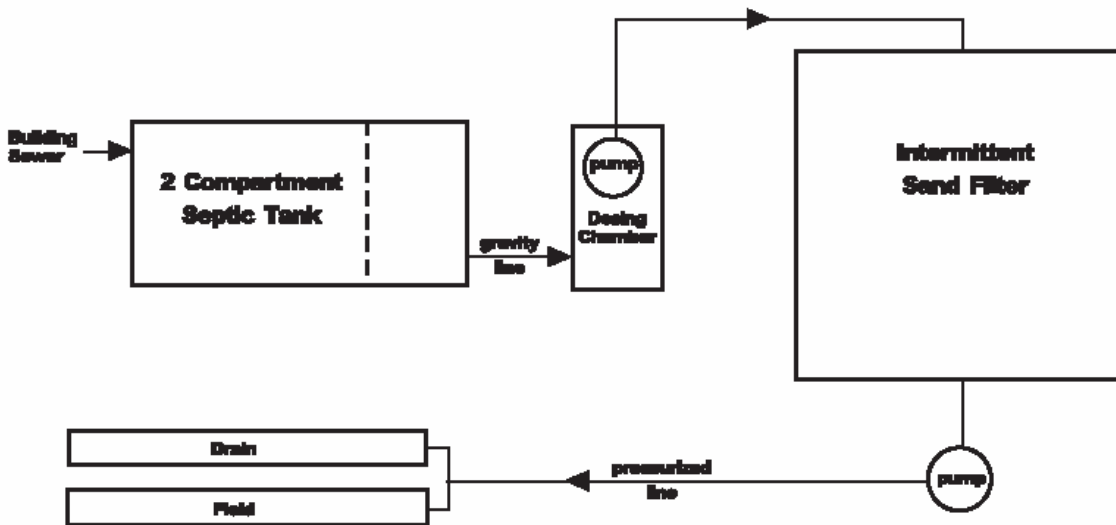 Building
Sewer
2 Compartment
Septic Tank
gravity
line
pump
Dosing
Chamber
Intermittent
Sand Filter
Drain
Field
pressurized
line
pump